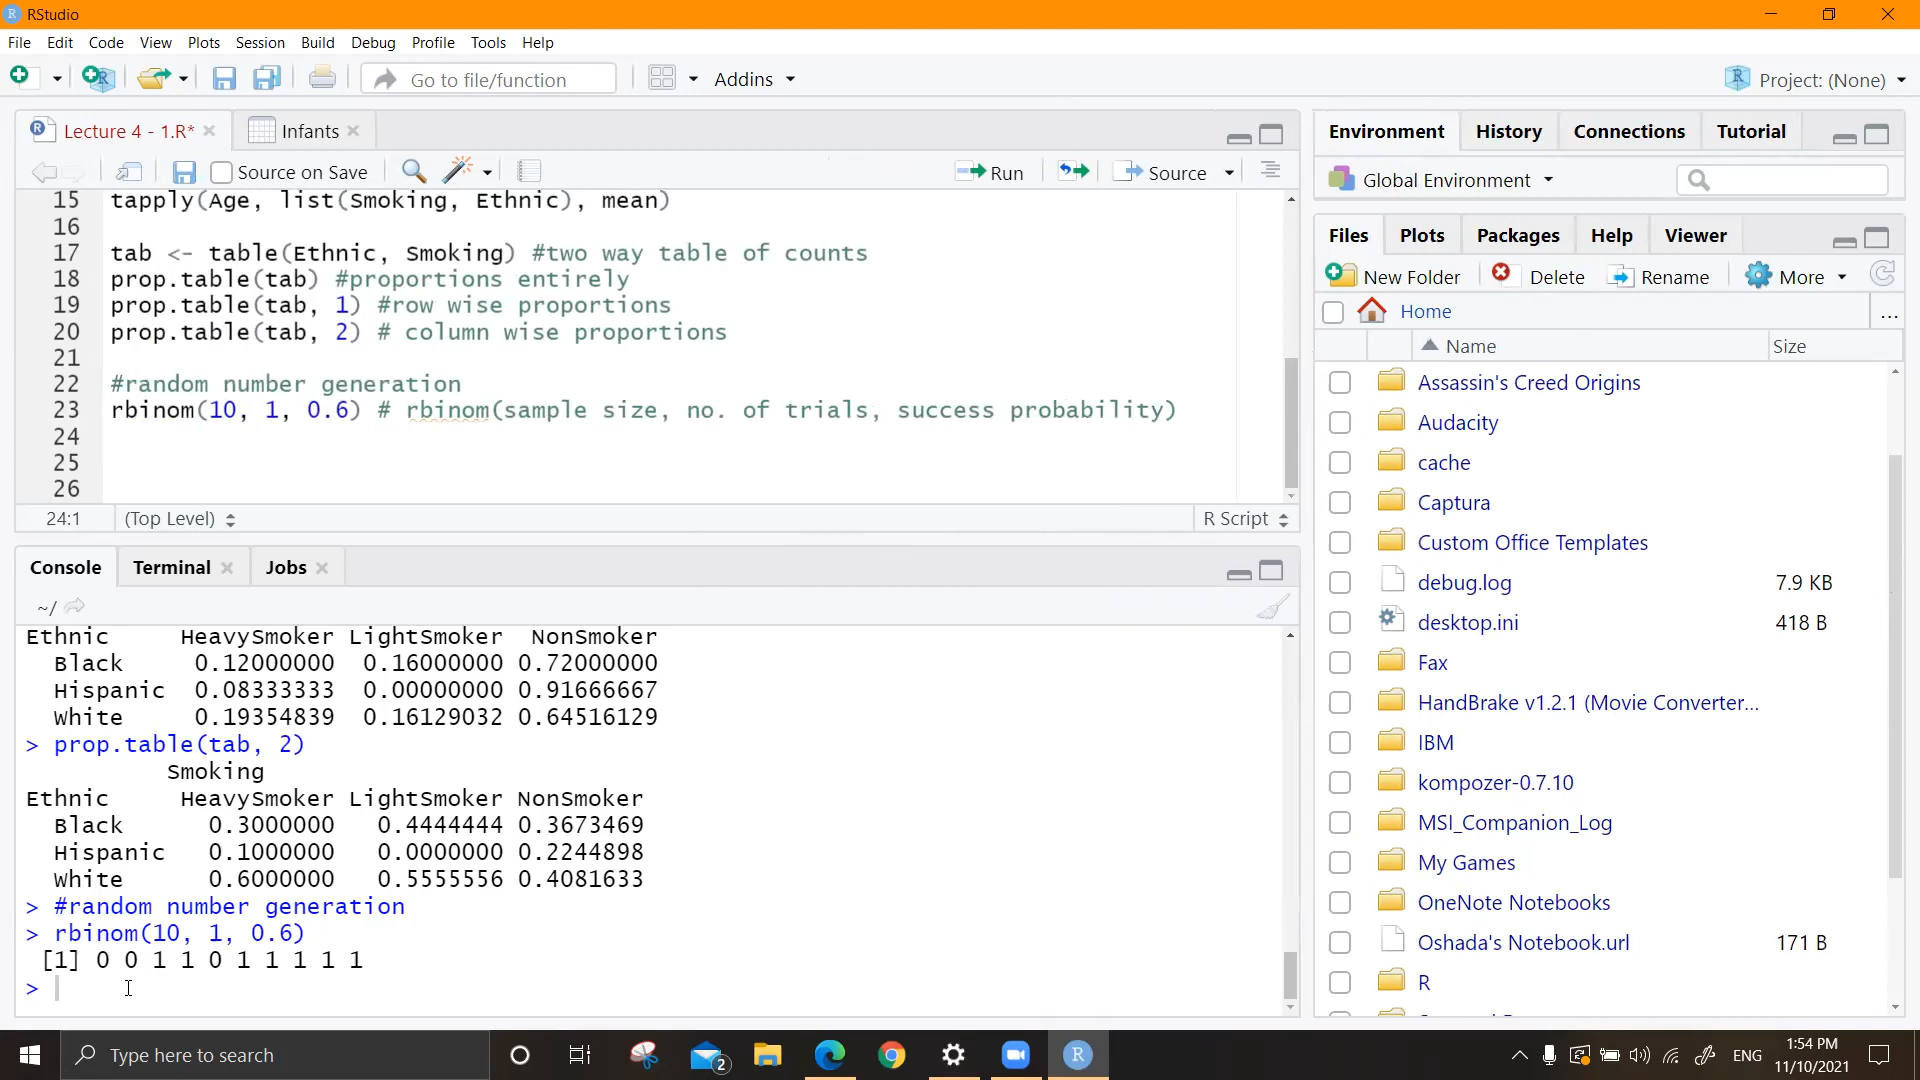 RStudio
File Edit Code View Plots Session Build Debug Profile Tools Help
Go to file/function Addins Project: (None)
Lecture 4 - 1.R* Infants
Source on Save Run Source
15 tapply(Age, list(Smoking, Ethnic), mean)
16
17 tab <- table(Ethnic, Smoking) #two way table of counts
18 prop.table(tab) #proportions entirely
19 prop.table(tab, 1) #row wise proportions
20 prop.table(tab, 2) # column wise proportions
21
22 #random number generation
23 rbinom(10, 1, 0.6) # rbinom(sample size, no. of trials, success probability)
24
25
26
24:1 (Top Level) R Script
Console Terminal Jobs
~/
Ethnic HeavySmoker LightSmoker NonSmoker
Black 0.12000000 0.16000000 0.72000000
Hispanic 0.08333333 0.00000000 0.91666667
White 0.19354839 0.16129032 0.64516129
> prop.table(tab, 2)
Smoking
Ethnic HeavySmoker LightSmoker NonSmoker
Black 0.3000000 0.4444444 0.3673469
Hispanic 0.1000000 0.0000000 0.2244898
White 0.6000000 0.5555556 0.4081633
> #random number generation
> rbinom(10, 1, 0.6)
[1] 0 0 1 1 0 1 1 1 1 1
>
Environment History Connections Tutorial
Global Environment
Files Plots Packages Help Viewer
New Folder Delete Rename More
Home ...
Name Size
Assassin's Creed Origins
Audacity
cache
Captura
Custom Office Templates
debug.log 7.9 KB
desktop.ini 418 B
Fax
HandBrake v1.2.1 (Movie Converter...
IBM
kompozer-0.7.10
MSI_Companion_Log
My Games
OneNote Notebooks
Oshada's Notebook.url 171 B
R
Type here to search
2
ENG
1:54 PM
11/10/2021